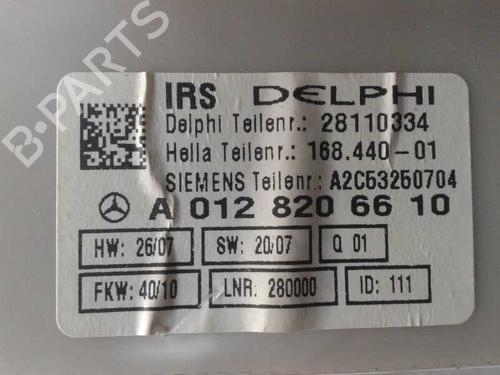 IRS DELPHI
Delphi Teilenr.: 28110334
Hella Teilenr.: 168.440-01
SIEMENS Teilenr.: A2C53250704
A 012 820 66 10
HW: 26/07 SW: 20/07 Q 01
FKW: 40/10 LNR: 280000 ID: 111
B-PARTS